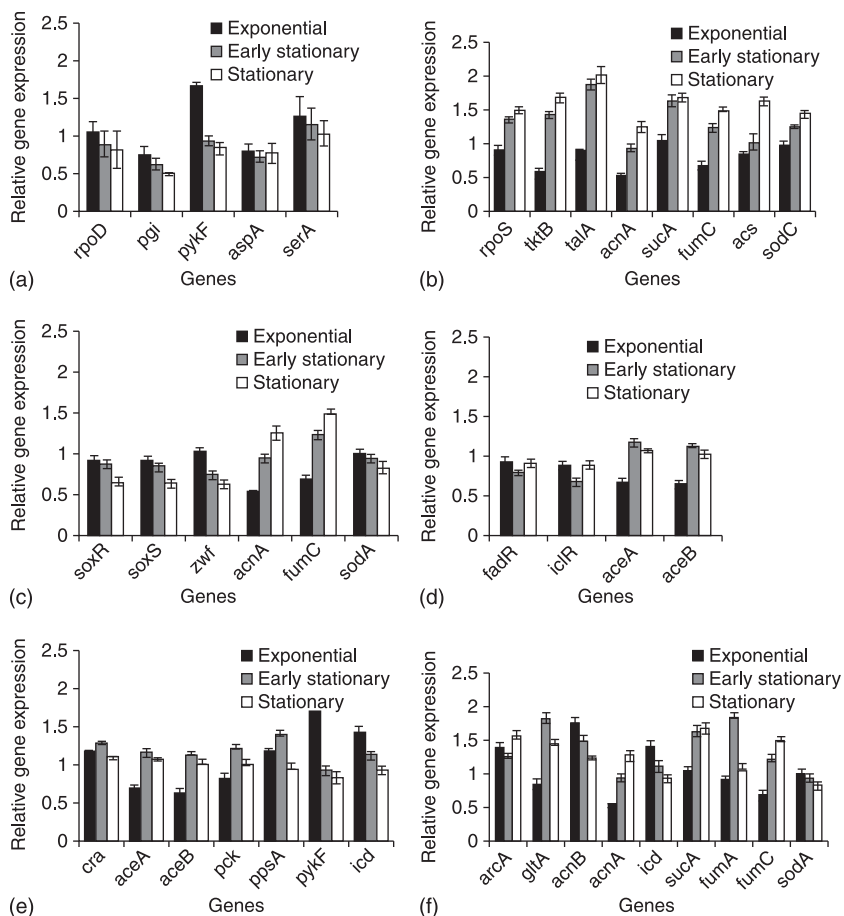 Relative gene expression
2.5
2
1.5
1
0.5
0
Exponential
Early stationary
Stationary
rpoD
pgi
pykF
aspA
serA
Genes
(a)
Relative gene expression
2.5
2
1.5
1
0.5
0
Exponential
Early stationary
Stationary
rpoS
tktB
talA
acnA
sucA
fumC
acs
sodC
Genes
(b)
Relative gene expression
2.5
2
1.5
1
0.5
0
Exponential
Early stationary
Stationary
soxR
soxS
zwf
acnA
fumC
sodA
Genes
(c)
Relative gene expression
2.5
2
1.5
1
0.5
0
Exponential
Early stationary
Stationary
fadR
iclR
aceA
aceB
Genes
(d)
Relative gene expression
2.5
2
1.5
1
0.5
0
Exponential
Early stationary
Stationary
cra
aceA
aceB
pck
ppsA
pykF
icd
Genes
(e)
Relative gene expression
2.5
2
1.5
1
0.5
0
Exponential
Early stationary
Stationary
arcA
gltA
acnB
acnA
icd
sucA
fumA
fumC
sodA
Genes
(f)